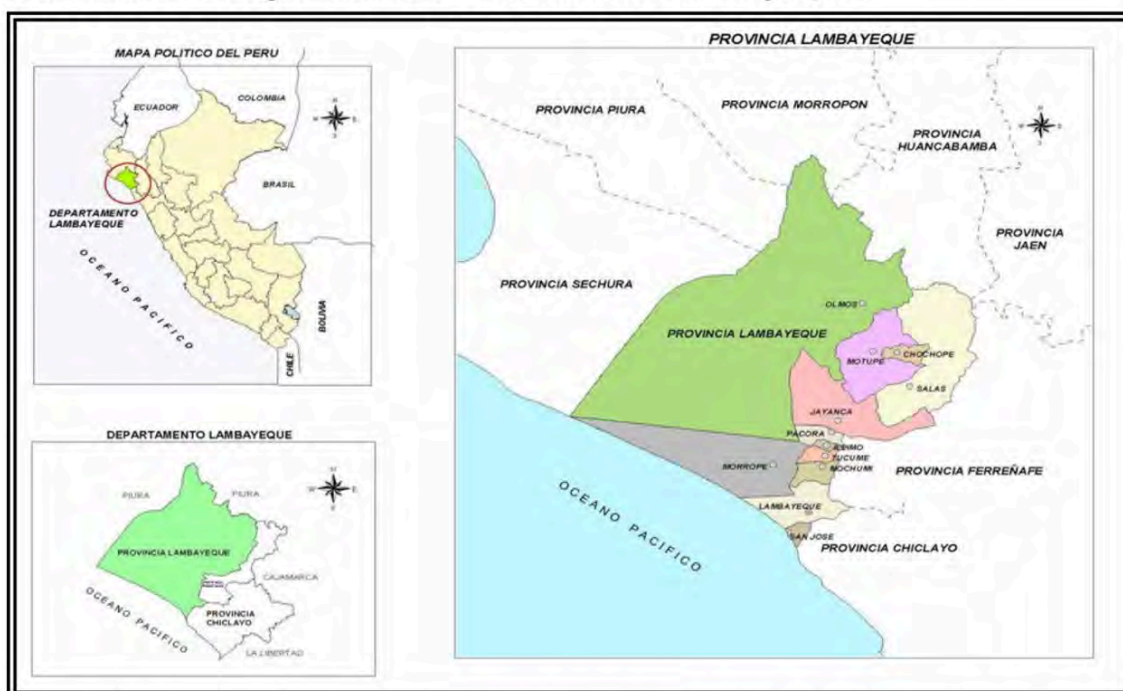 MAPA POLITICO DEL PERU
ECUADOR
COLOMBIA
N
W E
S
BRASIL
DEPARTAMENTO
LAMBAYEQUE
OCEANO PACIFICO
BOLIVIA
CHILE
DEPARTAMENTO LAMBAYEQUE
N
W E
S
PIURA
PIURA
PROVINCIA LAMBAYEQUE
CAJAMARCA
OCEANO PACIFICO
PROVINCIA
CHICLAYO
LA LIBERTAD
PROVINCIA LAMBAYEQUE
PROVINCIA PIURA
PROVINCIA MORROPON
N
W E
S
PROVINCIA
HUANCABAMBA
PROVINCIA
JAEN
PROVINCIA SECHURA
OLMOS
PROVINCIA LAMBAYEQUE
MOTUPE
CHOCHOPE
SALAS
JAYANCA
PACORA
TUCUME
MORROPE
MOCHUMI
PROVINCIA FERREÑAFE
LAMBAYEQUE
SAN JOSE
PROVINCIA CHICLAYO
OCEANO PACIFICO